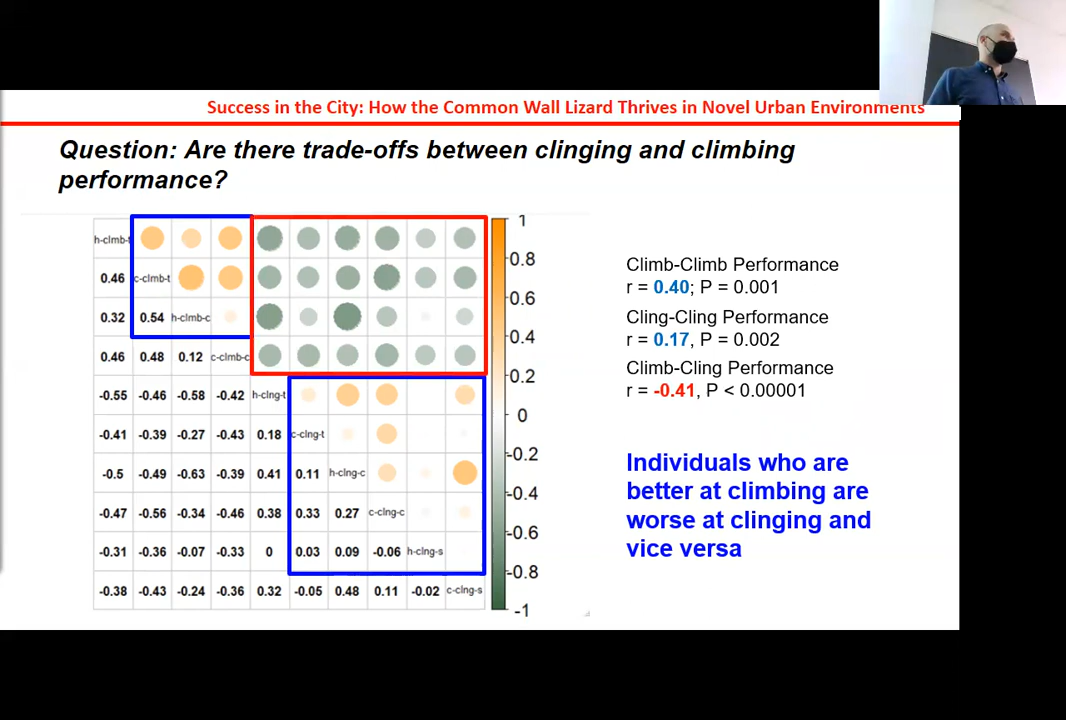 Success in the City: How the Common Wall Lizard Thrives in Novel Urban Environments
Question: Are there trade-offs between clinging and climbing
performance?
h-clmb-t
0.46 c-clmb-t
0.32 0.54 h-clmb-c
0.46 0.48 0.12 c-clmb-c
-0.55 -0.46 -0.58 -0.42 h-clng-t
-0.41 -0.39 -0.27 -0.43 0.18 c-clng-t
-0.5 -0.49 -0.63 -0.39 0.41 0.11 h-clng-c
-0.47 -0.56 -0.34 -0.46 0.38 0.33 0.27 c-clng-c
-0.31 -0.36 -0.07 -0.33 0 0.03 0.09 -0.06 h-clng-s
-0.38 -0.43 -0.24 -0.36 0.32 -0.05 0.48 0.11 -0.02 c-clng-s
1
0.8
0.6
0.4
0.2
0
-0.2
-0.4
-0.6
-0.8
-1
Climb-Climb Performance
r = 0.40; P = 0.001
Cling-Cling Performance
r = 0.17, P = 0.002
Climb-Cling Performance
r = -0.41, P < 0.00001
Individuals who are
better at climbing are
worse at clinging and
vice versa